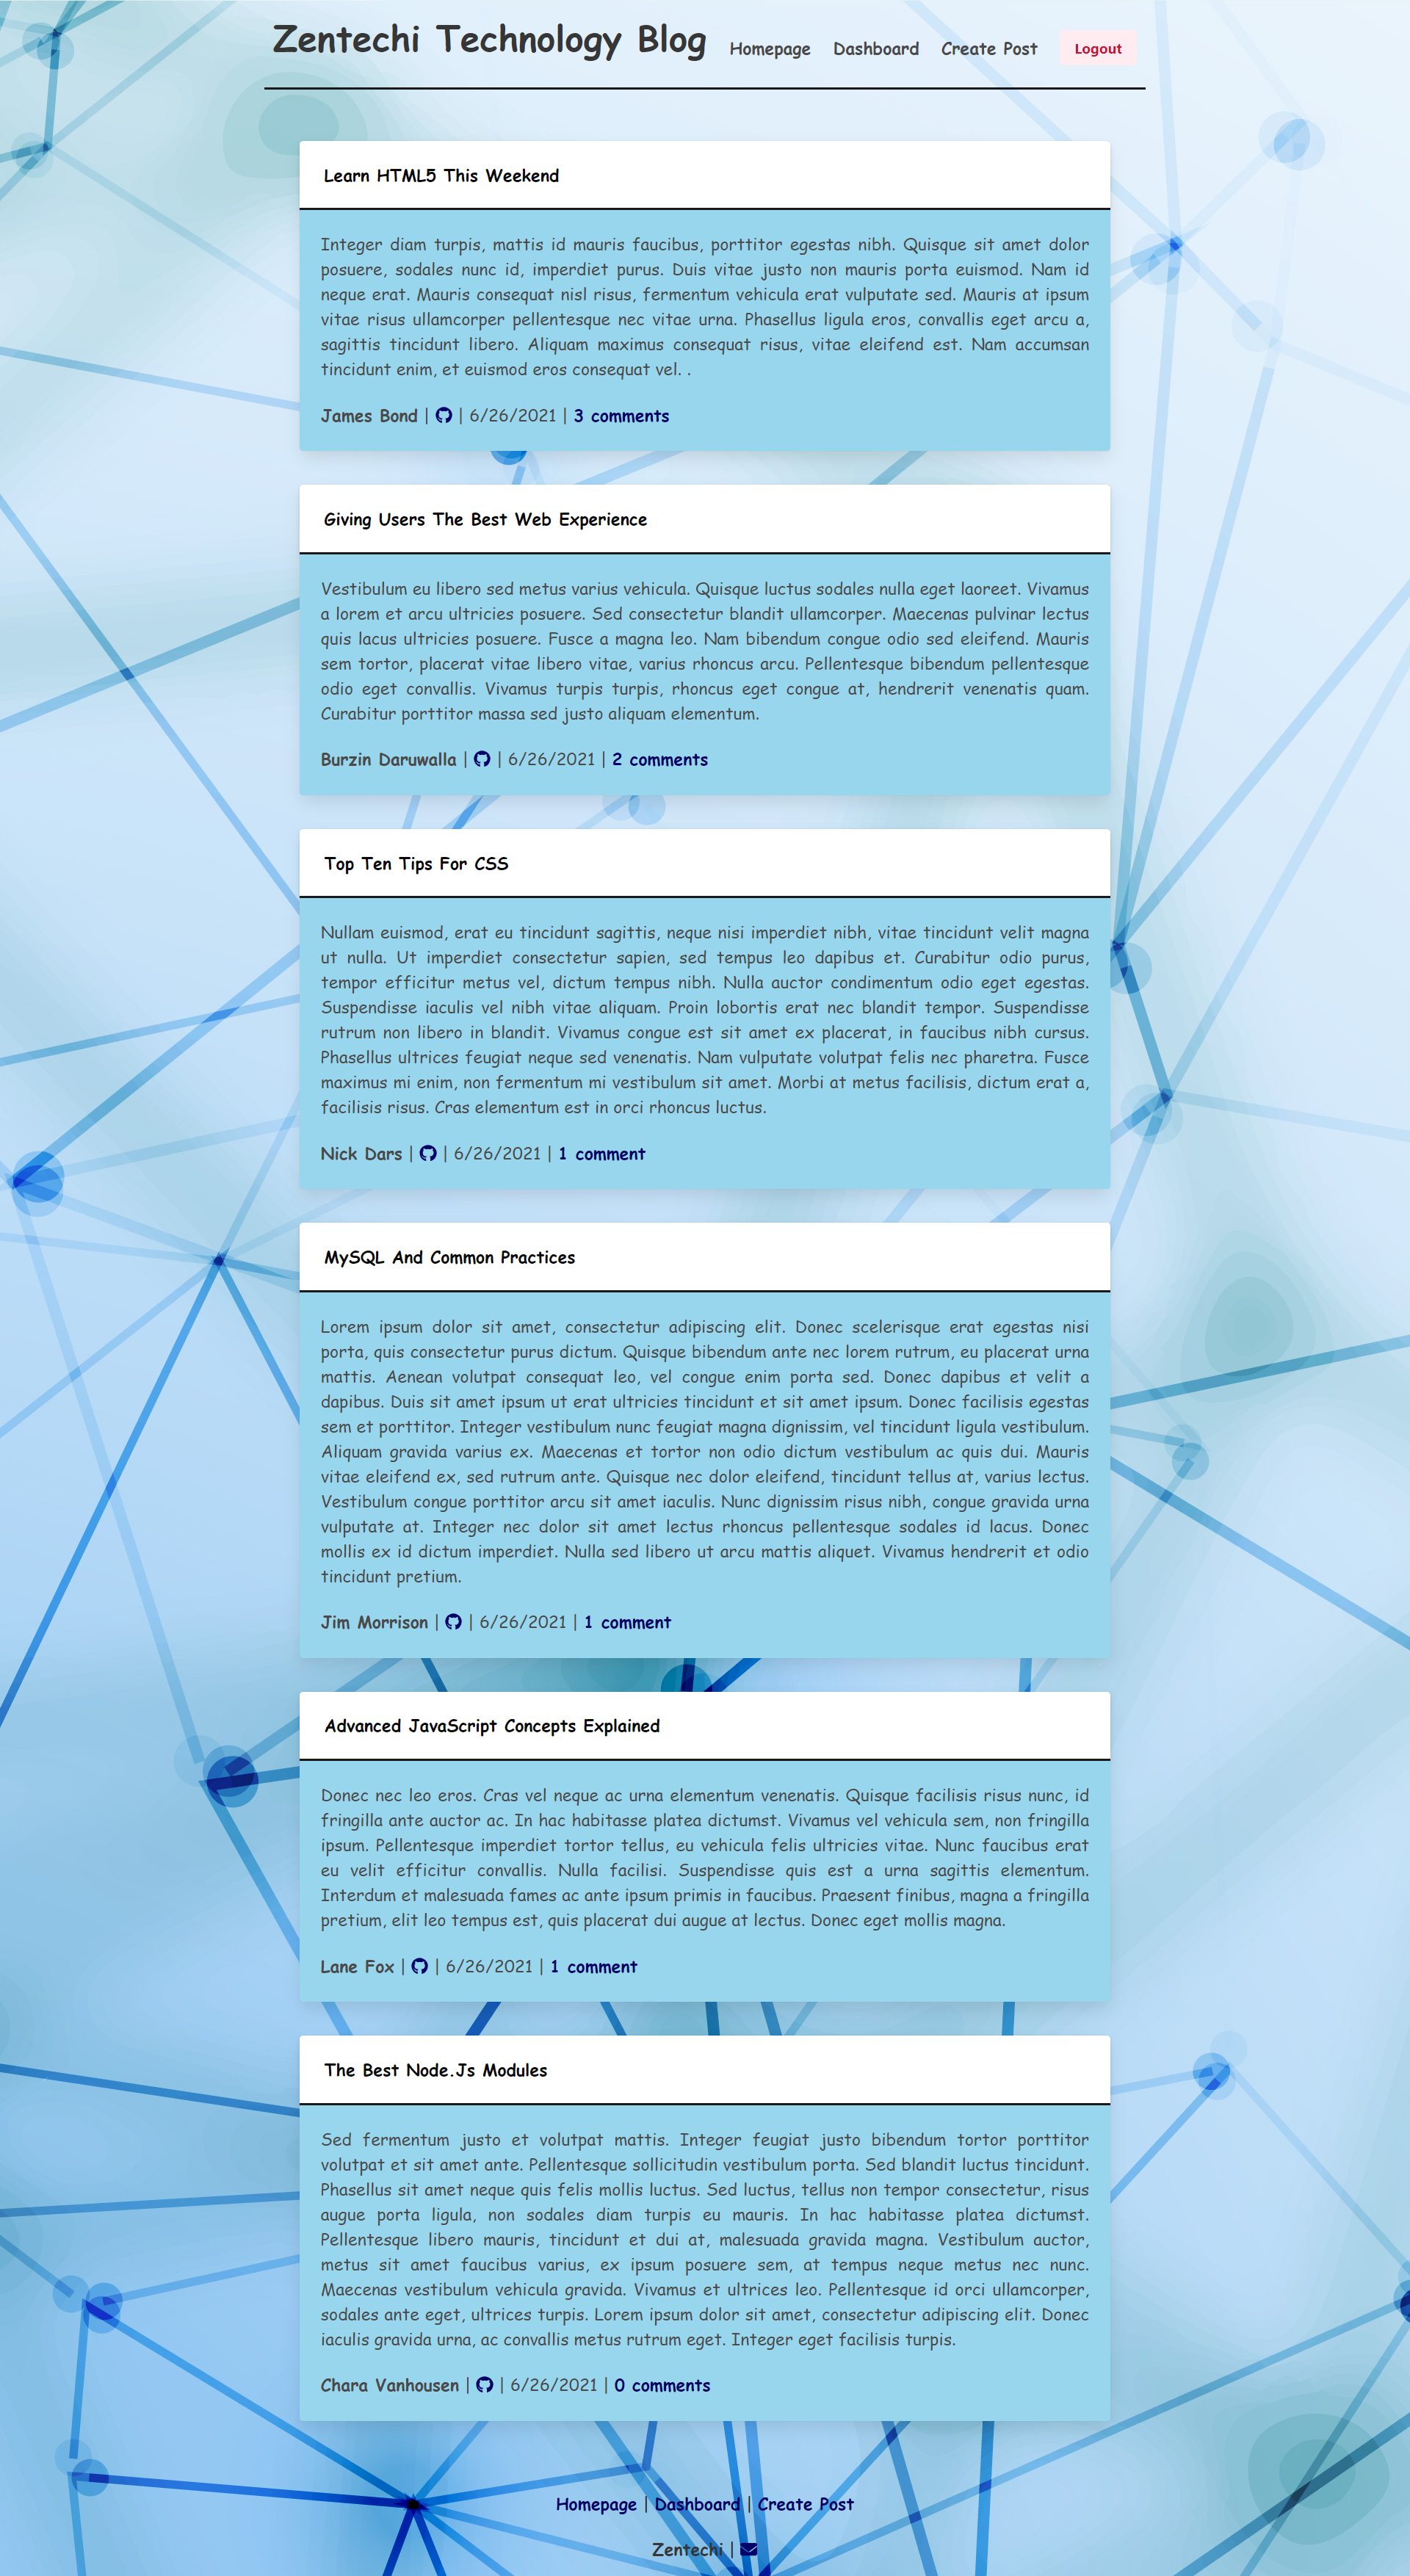 Zentechi Technology Blog Homepage Dashboard Create Post Logout
Learn HTML5 This Weekend
Integer diam turpis, mattis id mauris faucibus, porttitor egestas nibh. Quisque sit amet dolor
posuere, sodales nunc id, imperdiet purus. Duis vitae justo non mauris porta euismod. Nam id
neque erat. Mauris consequat nisl risus, fermentum vehicula erat vulputate sed. Mauris at ipsum
vitae risus ullamcorper pellentesque nec vitae urna. Phasellus ligula eros, convallis eget arcu a,
sagittis tincidunt libero. Aliquam maximus consequat risus, vitae eleifend est. Nam accumsan
tincidunt enim, et euismod eros consequat vel. .
James Bond | | 6/26/2021 | 3 comments
Giving Users The Best Web Experience
Vestibulum eu libero sed metus varius vehicula. Quisque luctus sodales nulla eget laoreet. Vivamus
a lorem et arcu ultricies posuere. Sed consectetur blandit ullamcorper. Maecenas pulvinar lectus
quis lacus ultricies posuere. Fusce a magna leo. Nam bibendum congue odio sed eleifend. Mauris
sem tortor, placerat vitae libero vitae, varius rhoncus arcu. Pellentesque bibendum pellentesque
odio eget convallis. Vivamus turpis turpis, rhoncus eget congue at, hendrerit venenatis quam.
Curabitur porttitor massa sed justo aliquam elementum.
Burzin Daruwalla | | 6/26/2021 | 2 comments
Top Ten Tips For CSS
Nullam euismod, erat eu tincidunt sagittis, neque nisi imperdiet nibh, vitae tincidunt velit magna
ut nulla. Ut imperdiet consectetur sapien, sed tempus leo dapibus et. Curabitur odio purus,
tempor efficitur metus vel, dictum tempus nibh. Nulla auctor condimentum odio eget egestas.
Suspendisse iaculis vel nibh vitae aliquam. Proin lobortis erat nec blandit tempor. Suspendisse
rutrum non libero in blandit. Vivamus congue est sit amet ex placerat, in faucibus nibh cursus.
Phasellus ultrices feugiat neque sed venenatis. Nam vulputate volutpat felis nec pharetra. Fusce
maximus mi enim, non fermentum mi vestibulum sit amet. Morbi at metus facilisis, dictum erat a,
facilisis risus. Cras elementum est in orci rhoncus luctus.
Nick Dars | | 6/26/2021 | 1 comment
MySQL And Common Practices
Lorem ipsum dolor sit amet, consectetur adipiscing elit. Donec scelerisque erat egestas nisi
porta, quis consectetur purus dictum. Quisque bibendum ante nec lorem rutrum, eu placerat urna
mattis. Aenean volutpat consequat leo, vel congue enim porta sed. Donec dapibus et velit a
dapibus. Duis sit amet ipsum ut erat ultricies tincidunt et sit amet ipsum. Donec facilisis egestas
sem et porttitor. Integer vestibulum nunc feugiat magna dignissim, vel tincidunt ligula vestibulum.
Aliquam gravida varius ex. Maecenas et tortor non odio dictum vestibulum ac quis dui. Mauris
vitae eleifend ex, sed rutrum ante. Quisque nec dolor eleifend, tincidunt tellus at, varius lectus.
Vestibulum congue porttitor arcu sit amet iaculis. Nunc dignissim risus nibh, congue gravida urna
vulputate at. Integer nec dolor sit amet lectus rhoncus pellentesque sodales id lacus. Donec
mollis ex id dictum imperdiet. Nulla sed libero ut arcu mattis aliquet. Vivamus hendrerit et odio
tincidunt pretium.
Jim Morrison | | 6/26/2021 | 1 comment
Advanced JavaScript Concepts Explained
Donec nec leo eros. Cras vel neque ac urna elementum venenatis. Quisque facilisis risus nunc, id
fringilla ante auctor ac. In hac habitasse platea dictumst. Vivamus vel vehicula sem, non fringilla
ipsum. Pellentesque imperdiet tortor tellus, eu vehicula felis ultricies vitae. Nunc faucibus erat
eu velit efficitur convallis. Nulla facilisi. Suspendisse quis est a urna sagittis elementum.
Interdum et malesuada fames ac ante ipsum primis in faucibus. Praesent finibus, magna a fringilla
pretium, elit leo tempus est, quis placerat dui augue at lectus. Donec eget mollis magna.
Lane Fox | | 6/26/2021 | 1 comment
The Best Node.Js Modules
Sed fermentum justo et volutpat mattis. Integer feugiat justo bibendum tortor porttitor
volutpat et sit amet ante. Pellentesque sollicitudin vestibulum porta. Sed blandit luctus tincidunt.
Phasellus sit amet neque quis felis mollis luctus. Sed luctus, tellus non tempor consectetur, risus
augue porta ligula, non sodales diam turpis eu mauris. In hac habitasse platea dictumst.
Pellentesque libero mauris, tincidunt et dui at, malesuada gravida magna. Vestibulum auctor,
metus sit amet faucibus varius, ex ipsum posuere sem, at tempus neque metus nec nunc.
Maecenas vestibulum vehicula gravida. Vivamus et ultrices leo. Pellentesque id orci ullamcorper,
sodales ante eget, ultrices turpis. Lorem ipsum dolor sit amet, consectetur adipiscing elit. Donec
iaculis gravida urna, ac convallis metus rutrum eget. Integer eget facilisis turpis.
Chara Vanhousen | | 6/26/2021 | 0 comments
Homepage | Dashboard | Create Post
Zentechi |